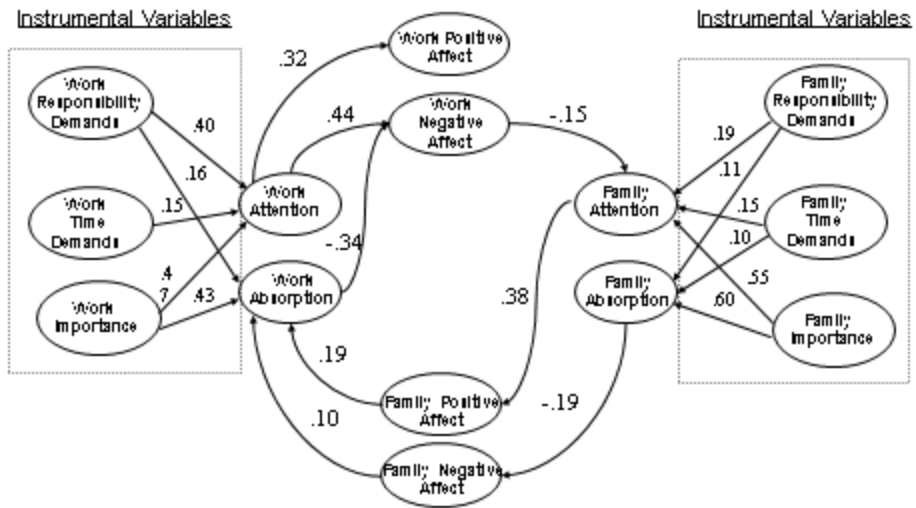 Instrumental Variables
Instrumental Variables
Work Positive
Affect
.32
Work
Responsibility
Demands
Family
Responsibility
Demands
.44
Work
Negative
Affect
-.15
.40
.19
.16
.11
Work
Attention
Family
Attention
Work
Time
Demands
.15
.15
Family
Time
Demands
.10
-.34
.4
7
.43
Work
Absorption
Family
Absorption
.55
.60
Work
Importance
Family
Importance
.38
.19
Family Positive
Affect
-.19
.10
Family Negative
Affect